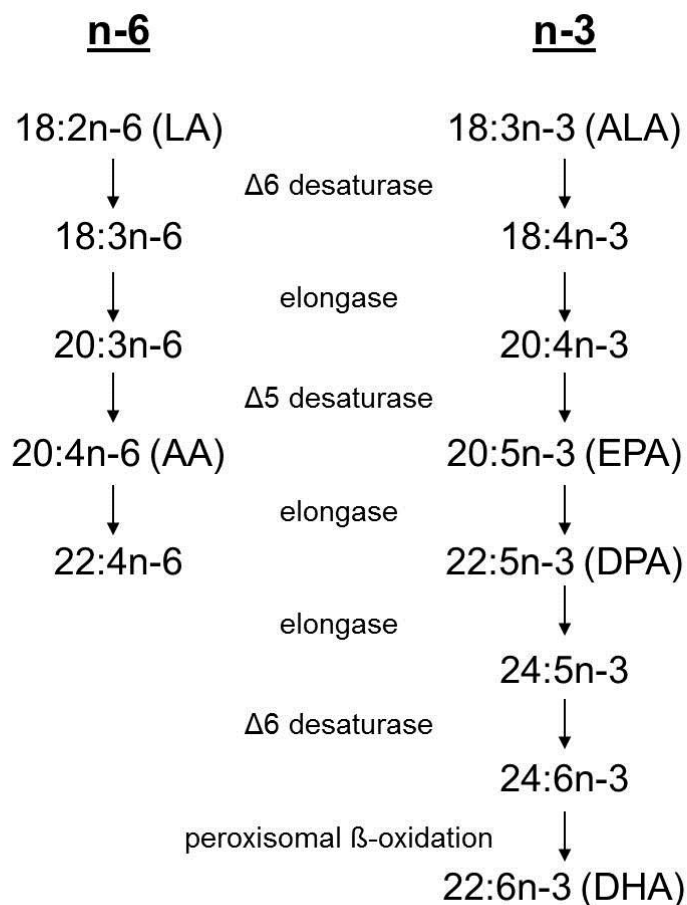 n-6 n-3
18:2n-6 (LA) 18:3n-3 (ALA)
Δ6 desaturase
18:3n-6 18:4n-3
elongase
20:3n-6 20:4n-3
Δ5 desaturase
20:4n-6 (AA) 20:5n-3 (EPA)
elongase
22:4n-6 22:5n-3 (DPA)
elongase
24:5n-3
Δ6 desaturase
24:6n-3
peroxisomal ß-oxidation
22:6n-3 (DHA)